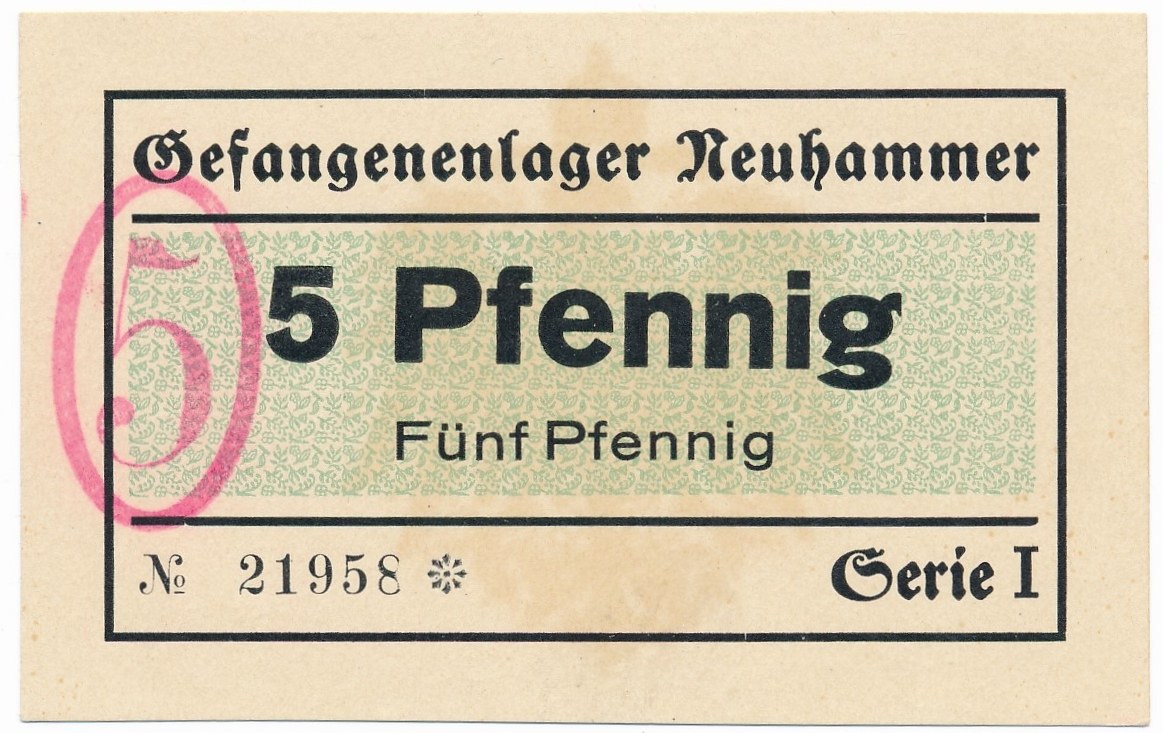 Gefangenenlager Neuhammer
5
5 Pfennig
Fünf Pfennig
№ 21958
Serie I